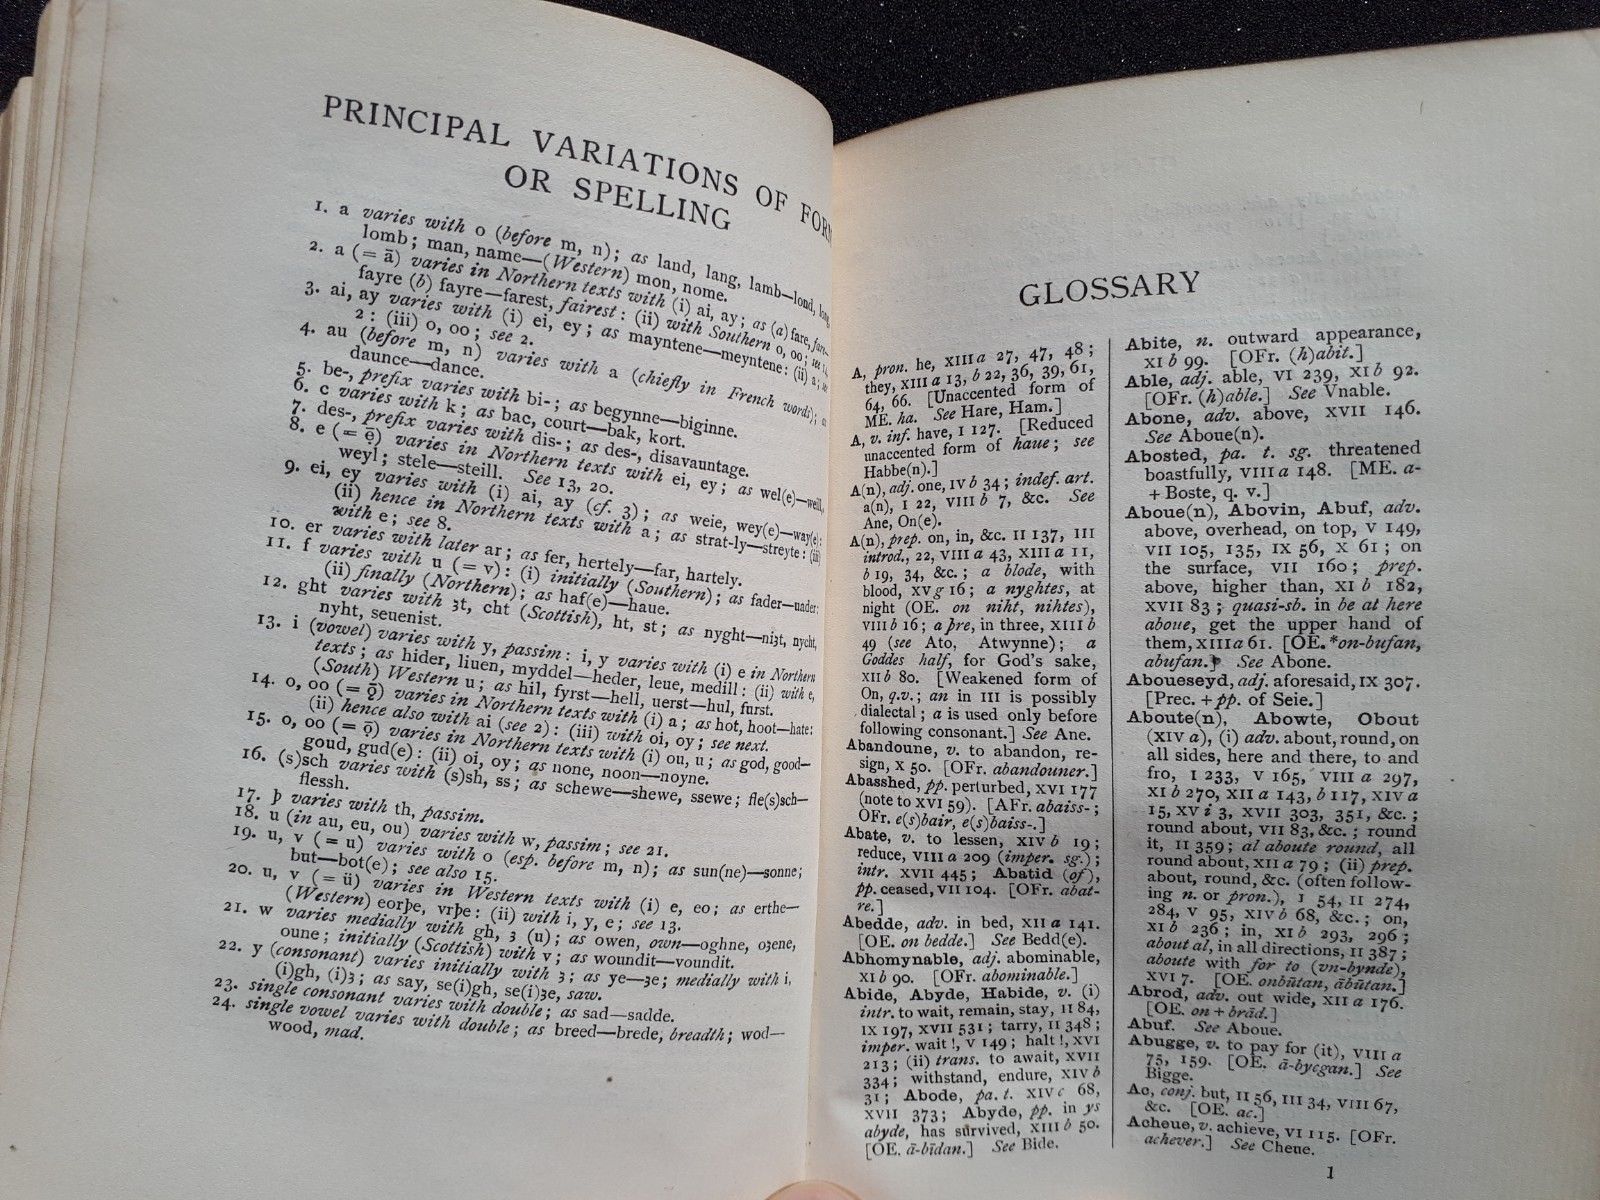 PRINCIPAL VARIATIONS OF FORM
OR SPELLING
1. a varies with o (before m, n); as land, lang, lamb—lond, long,
lomb; man, name—(Western) mon, nome.
2. a (= ā) varies in Northern texts with (i) ai, ay; as (a) fare,
fayre (b) fayre—farest, fairest: (ii) with Southern o, oo; see 14.
3. ai, ay varies with (i) ei, ey; as mayntene—meyntene: (ii) a; see
2: (iii) o, oo; see 2.
4. au (before m, n) varies with a (chiefly in French words); as
daunce—dance.
5. be-, prefix varies with bi-; as begynne—biginne.
6. c varies with k; as bac, court—bak, kort.
7. des-, prefix varies with dis-; as des-, disavauntage.
8. e (= ẹ̄) varies in Northern texts with ei, ey; as wel(e)—weill,
weyl; stele—steill. See 13, 20.
9. ei, ey varies with (i) ai, ay (cf. 3); as weie, wey(e)—way(e):
(ii) hence in Northern texts with a; as strat-ly—streyte: (iii)
with e; see 8.
10. er varies with later ar; as fer, hertely—far, hartely.
11. f varies with u (= v): (i) initially (Southern); as fader—uader:
(ii) finally (Northern); as haf(e)—haue.
12. ght varies with ȝt, cht (Scottish), ht, st; as nyght—niȝt, nycht,
nyht, seuenist.
13. i (vowel) varies with y, passim: i, y varies with (i) e in Northern
texts; as hider, liuen, myddel—heder, leue, medill: (ii) with e,
(South) Western u; as hil, fyrst—hell, uerst—hul, furst.
14. o, oo (= ǭ) varies in Northern texts with (i) a; as hot, hoot—hate:
(ii) hence also with ai (see 2): (iii) with oi, oy; see next.
15. o, oo (= ọ̄) varies in Northern texts with (i) ou, u; as god, good—
goud, gud(e): (ii) oi, oy; as none, noon—noyne.
16. (s)sch varies with (s)sh, ss; as schewe—shewe, ssewe; fle(s)sch—
flessh.
17. þ varies with th, passim.
18. u (in au, eu, ou) varies with w, passim; see 21.
19. u, v (= u) varies with o (esp. before m, n); as sun(ne)—sonne;
but—bot(e); see also 15.
20. u, v (= ü) varies in Western texts with (i) e, eo; as erthe—
(Western) eorþe, vrþe: (ii) with i, y, e; see 13.
21. w varies medially with gh, ȝ (u); as owen, own—oghne, oȝene,
oune; initially (Scottish) with v; as woundit—voundit.
22. y (consonant) varies initially with ȝ; as ye—ȝe; medially with i,
(i)gh, (i)ȝ; as say, se(i)gh, se(i)ȝe, saw.
23. single consonant varies with double; as sad—sadde.
24. single vowel varies with double; as breed—brede, breadth; wod—
wood, mad.
GLOSSARY
A, pron. he, XIII a 27, 47, 48;
they, XIII a 13, b 22, 36, 39, 61,
64, 66. [Unaccented form of
ME. ha. See Hare, Ham.]
A, v. inf. have, I 127. [Reduced
unaccented form of haue; see
Habbe(n).]
A(n), adj. one, IV b 34; indef. art.
a(n), I 22, VIII b 7, &c. See
Ane, On(e).
A(n), prep. on, in, &c. II 137, III
introd., 22, VIII a 43, XIII a 11,
b 19, 34, &c.; a blode, with
blood, XV g 16; a nyghtes, at
night (OE. on niht, nihtes),
VIII b 16; a þre, in three, XIII b
49 (see Ato, Atwynne); a
Goddes half, for God's sake,
XII b 80. [Weakened form of
On, q.v.; an in III is possibly
dialectal; a is used only before
following consonant.] See Ane.
Abandoune, v. to abandon, re-
sign, X 50. [OFr. abandouner.]
Abasshed, pp. perturbed, XVI 177
(note to XVI 59). [AFr. abaiss-;
OFr. e(s)bair, e(s)baiss-.]
Abate, v. to lessen, XIV b 19;
reduce, VIII a 209 (imper. sg.);
intr. XVII 445; Abatid (of),
pp. ceased, VII 104. [OFr. abat-
re.]
Abedde, adv. in bed, XII a 141.
[OE. on bedde.] See Bedd(e).
Abhomynable, adj. abominable,
XI b 90. [OFr. abominable.]
Abide, Abyde, Habide, v. (i)
intr. to wait, remain, stay, II 84,
IX 197, XVII 531; tarry, II 348;
imper. wait!, V 149; halt!, XVI
213; (ii) trans. to await, XVII
334; withstand, endure, XIV b
31; Abode, pa. t. XIV c 68,
XVII 373; Abyde, pp. in ys
abyde, has survived, XIII b 50.
[OE. ā-bīdan.] See Bide.
Abite, n. outward appearance,
XI b 99. [OFr. (h)abit.]
Able, adj. able, VI 239, XI b 92.
[OFr. (h)able.] See Vnable.
Abone, adv. above, XVII 146.
See Aboue(n).
Abosted, pa. t. sg. threatened
boastfully, VIII a 148. [ME. a-
+ Boste, q. v.]
Aboue(n), Abovin, Abuf, adv.
above, overhead, on top, V 149,
VII 105, 135, IX 56, X 61; on
the surface, VII 160; prep.
above, higher than, XI b 182,
XVII 83; quasi-sb. in be at here
aboue, get the upper hand of
them, XIII a 61. [OE. *on-bufan,
abufan.] See Abone.
Aboueseyd, adj. aforesaid, IX 307.
[Prec. + pp. of Seie.]
Aboute(n), Abowte, Obout
(XIV a), (i) adv. about, round, on
all sides, here and there, to and
fro, I 233, V 165, VIII a 297,
XI b 270, XII a 143, b 117, XIV a
15, XV i 3, XVII 303, 351, &c.;
round about, VII 83, &c.; round
it, II 359; al aboute round, all
round about, XII a 79; (ii) prep.
about, round, &c. (often follow-
ing n. or pron.), I 54, II 274,
284, V 95, XIV b 68, &c.; on,
XI b 236; in, XI b 293, 296;
about al, in all directions, II 387;
aboute with for to (vn-bynde),
XVI 7. [OE. onbūtan, ābūtan.]
Abrod, adv. out wide, XII a 176.
[OE. on + brād.]
Abuf. See Aboue.
Abugge, v. to pay for (it), VIII a
75, 159. [OE. ā-bycgan.] See
Bigge.
Ac, conj. but, II 56, III 34, VIII 67,
&c. [OE. ac.]
Acheue, v. achieve, VI 115. [OFr.
achever.] See Cheue.
1